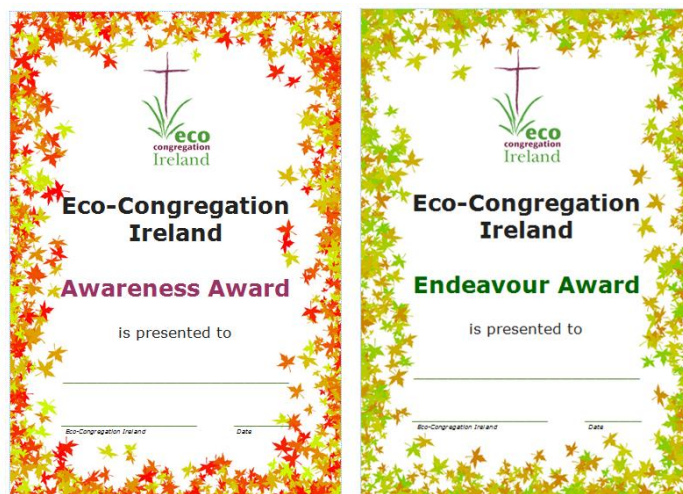 eco
congregation
Ireland
Eco-Congregation
Ireland
Awareness Award
is presented to
Eco-Congregation Ireland Date
eco
congregation
Ireland
Eco-Congregation
Ireland
Endeavour Award
is presented to
Eco-Congregation Ireland Date